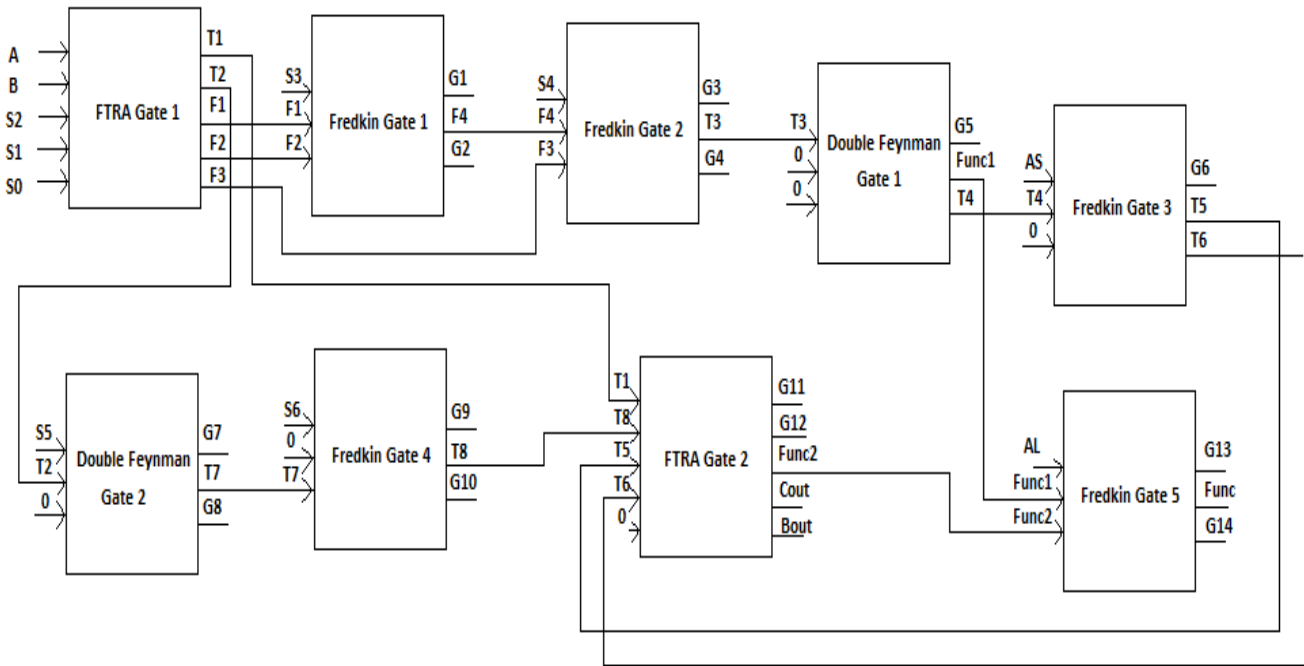 A
B
S2
S1
S0
FTRA Gate 1
T1
T2
F1
F2
F3
S3
F1
F2
Fredkin Gate 1
G1
F4
G2
S4
F4
F3
Fredkin Gate 2
G3
T3
G4
T3
0
0
Double Feynman
Gate 1
G5
Func1
T4
AS
T4
0
Fredkin Gate 3
G6
T5
T6
S5
T2
0
Double Feynman
Gate 2
G7
T7
G8
S6
0
T7
Fredkin Gate 4
G9
T8
G10
T1
T8
T5
T6
0
FTRA Gate 2
G11
G12
Func2
Cout
Bout
AL
Func1
Func2
Fredkin Gate 5
G13
Func
G14